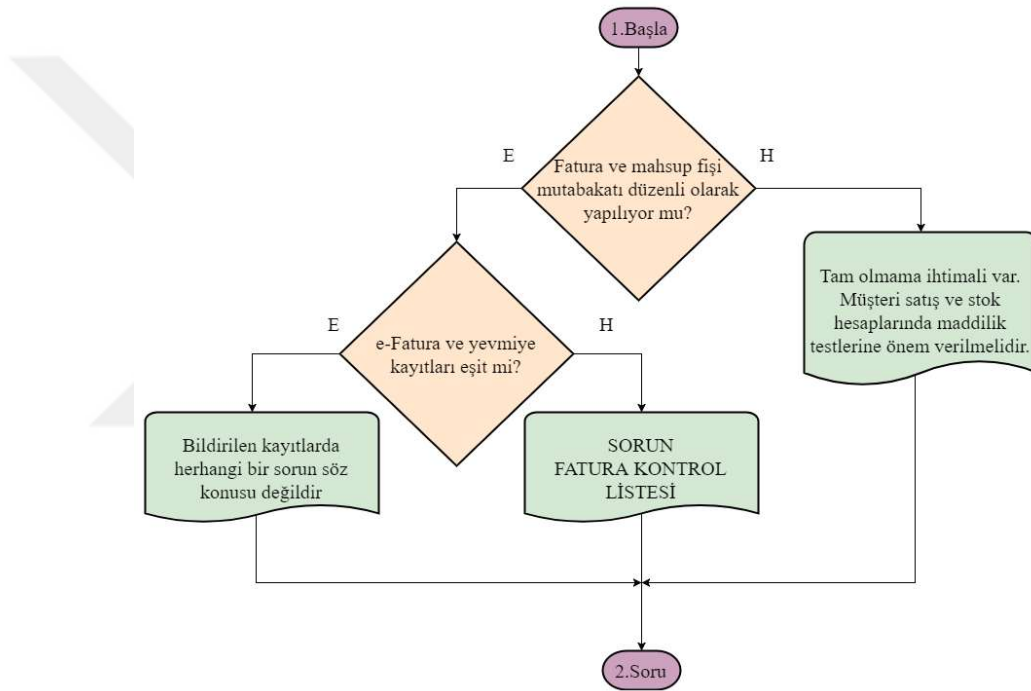 1.Başla
E
H
Fatura ve mahsup fişi
mutabakatı düzenli olarak
yapılıyor mu?
Tam olmama ihtimali var.
Müşteri satış ve stok
hesaplarında maddilik
testlerine önem verilmelidir.
E
H
e-Fatura ve yevmiye
kayıtları eşit mi?
Bildirilen kayıtlarda
herhangi bir sorun söz
konusu değildir
SORUN
FATURA KONTROL
LİSTESİ
2.Soru